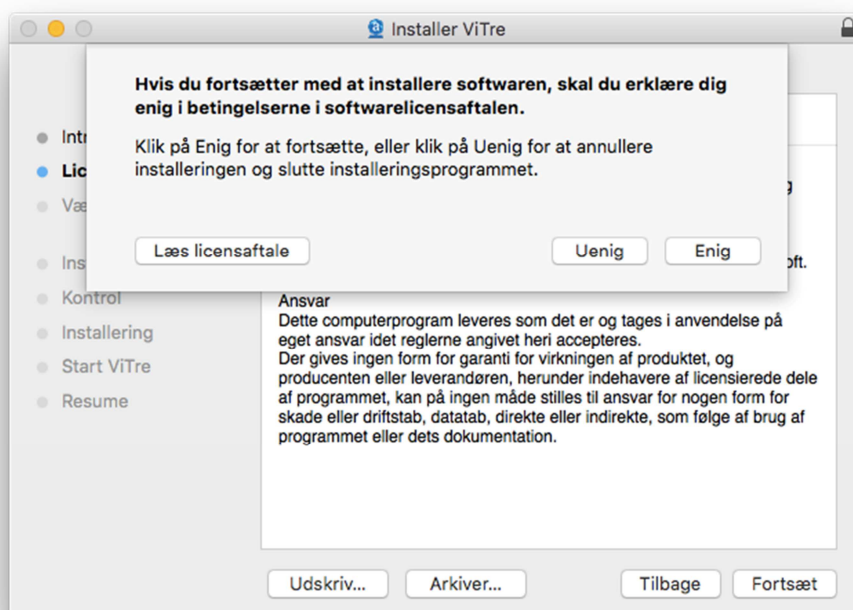 Installer ViTre
Hvis du fortsætter med at installere softwaren, skal du erklære dig
enig i betingelserne i softwarelicensaftalen.
Klik på Enig for at fortsætte, eller klik på Uenig for at annullere
installeringen og slutte installeringsprogrammet.
Læs licensaftale
Uenig
Enig
Kontrol
Installering
Start ViTre
Resume
Ansvar
Dette computerprogram leveres som det er og tages i anvendelse på
eget ansvar idet reglerne angivet heri accepteres.
Der gives ingen form for garanti for virkningen af produktet, og
producenten eller leverandøren, herunder indehavere af licensierede dele
af programmet, kan på ingen måde stilles til ansvar for nogen form for
skade eller driftstab, datatab, direkte eller indirekte, som følge af brug af
programmet eller dets dokumentation.
Udskriv...
Arkiver...
Tilbage
Fortsæt